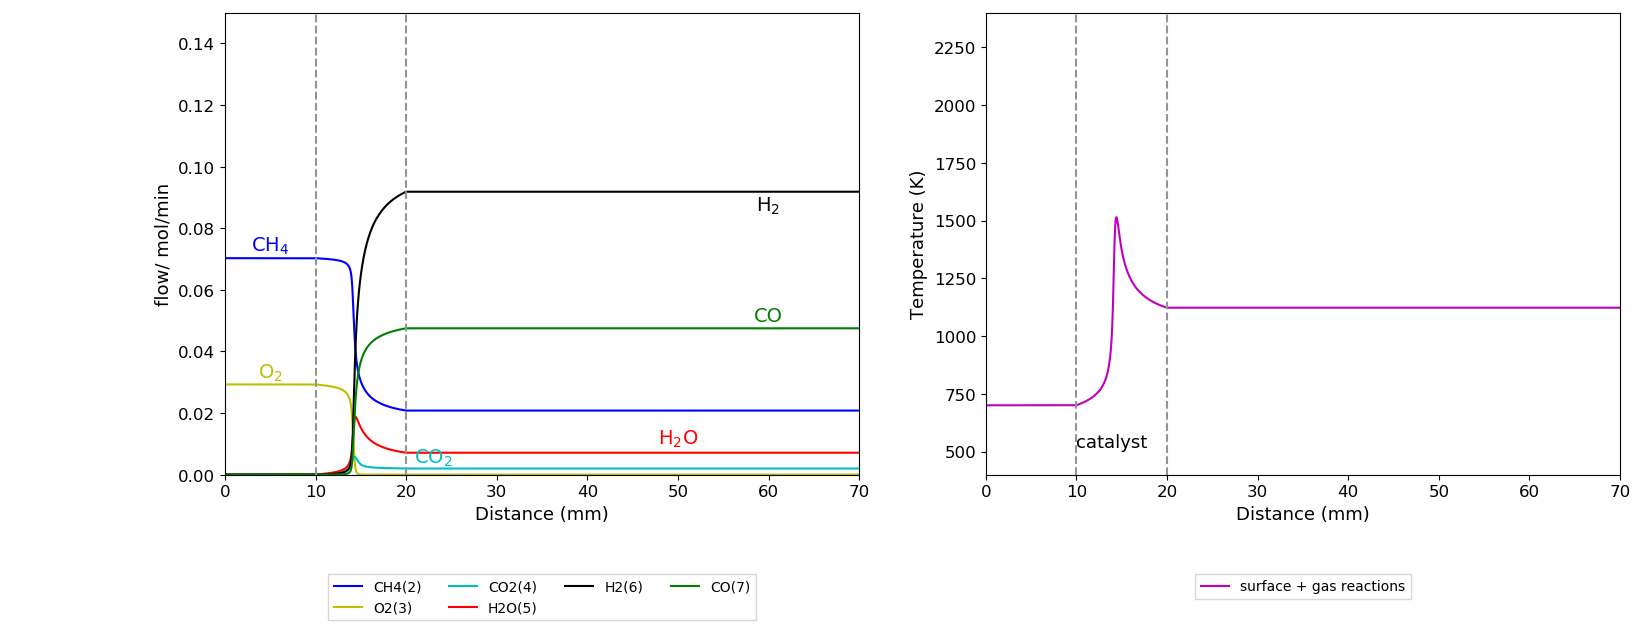 0.14
0.12
0.10
0.08
0.06
0.04
0.02
0.00
flow/ mol/min
CH₄
O₂
H₂
CO
H₂O
CO₂
0 10 20 30 40 50 60 70
Distance (mm)
CH4(2) CO2(4) H2(6) CO(7)
O2(3) H2O(5)
2250
2000
1750
1500
1250
1000
750
500
Temperature (K)
catalyst
0 10 20 30 40 50 60 70
Distance (mm)
surface + gas reactions